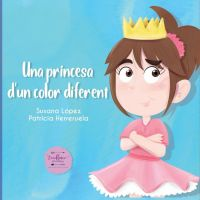 Una princesa
d'un color diferent
Susana López
Patricia Herreruela